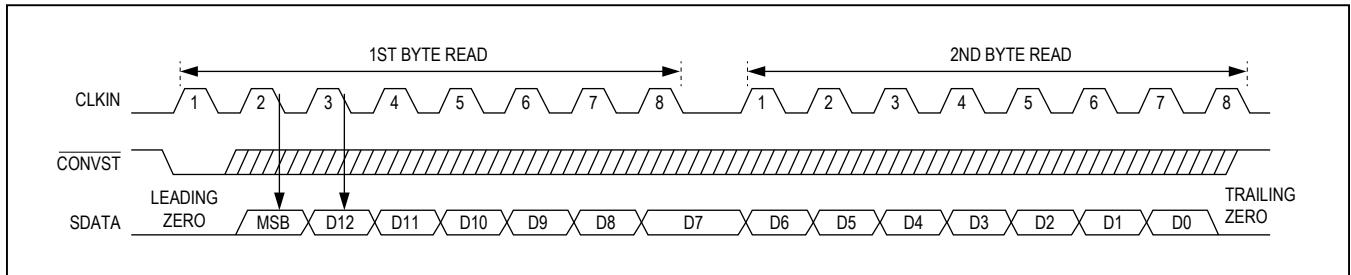 1ST BYTE READ 2ND BYTE READ
CLKIN 1 2 3 4 5 6 7 8 1 2 3 4 5 6 7 8
CONVST
LEADING
ZERO
TRAILING
ZERO
SDATA MSB D12 D11 D10 D9 D8 D7 D6 D5 D4 D3 D2 D1 D0